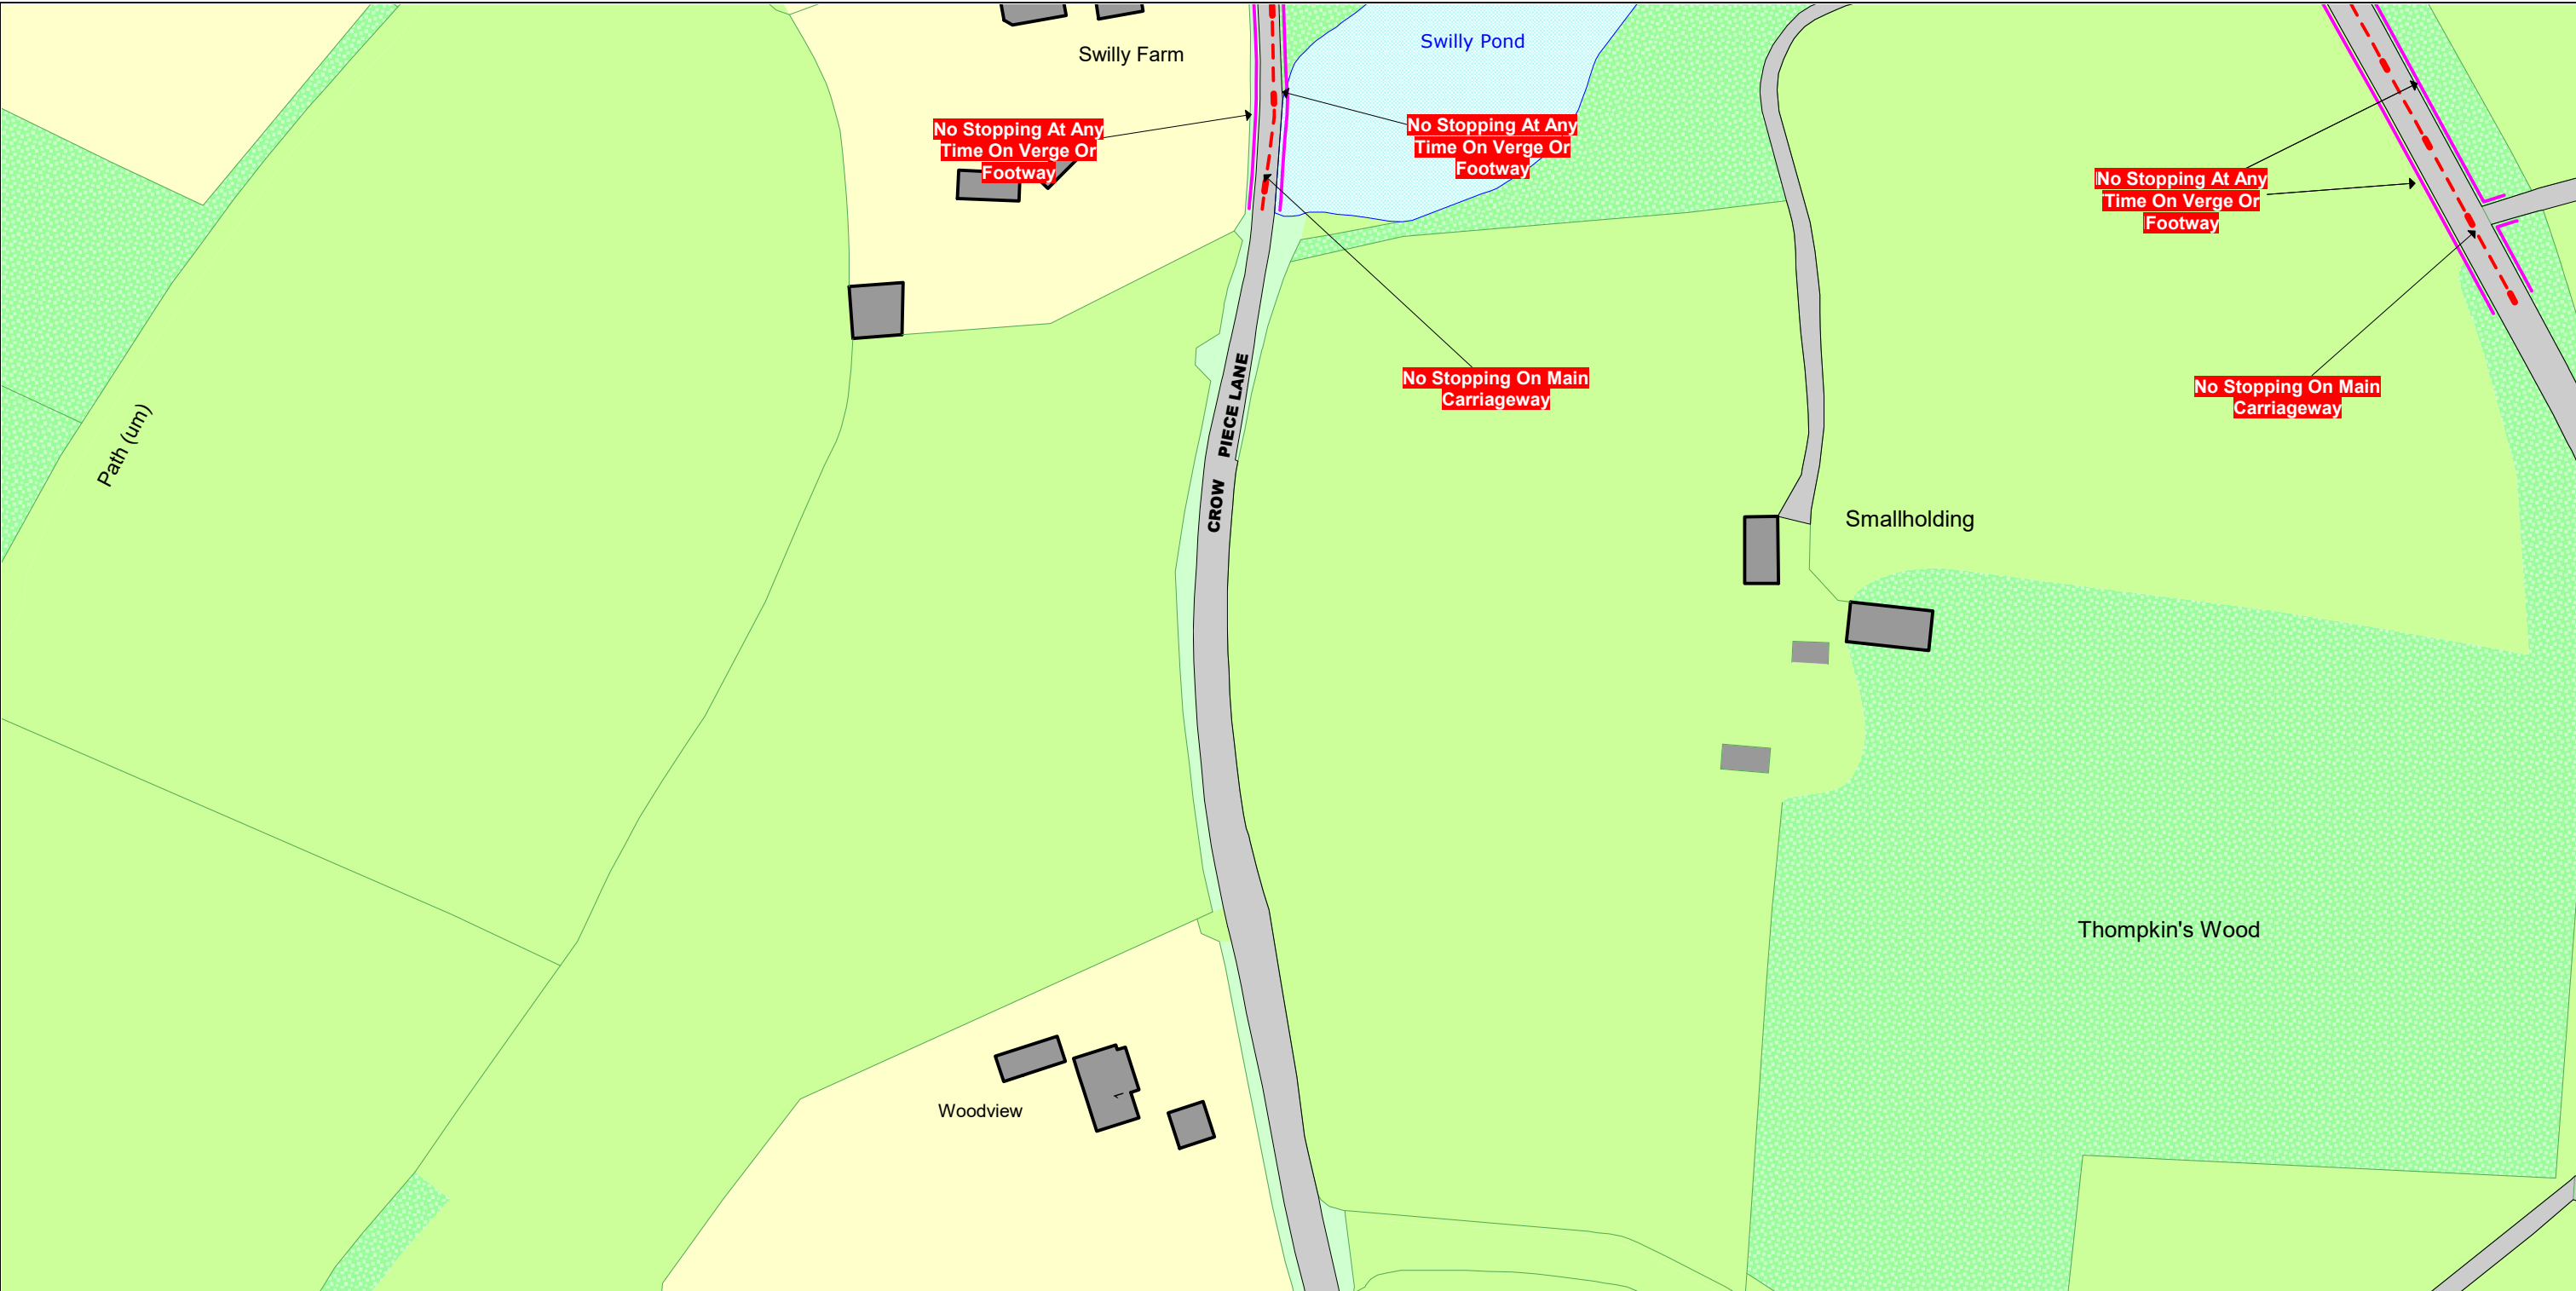 Swilly Farm
Swilly Pond
No Stopping At Any
Time On Verge Or
Footway
No Stopping At Any
Time On Verge Or
Footway
No Stopping At Any
Time On Verge Or
Footway
No Stopping On Main
Carriageway
No Stopping On Main
Carriageway
Path (um)
CROW PIECE LANE
Smallholding
Thompkin's Wood
Woodview
1